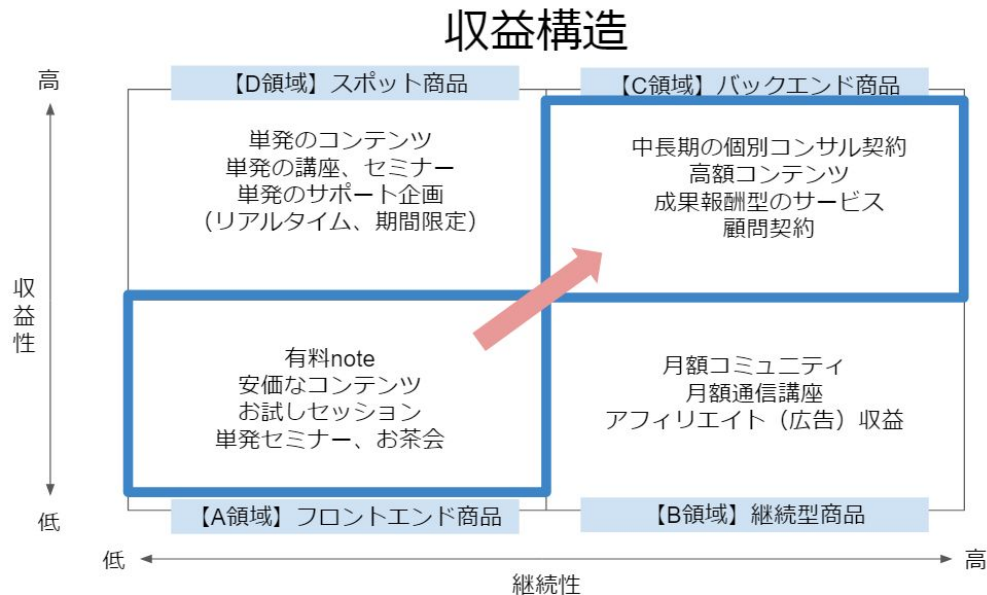 収益構造
高
【D領域】スポット商品
【C領域】バックエンド商品
単発のコンテンツ
単発の講座、セミナー
単発のサポート企画
（リアルタイム、期間限定）
中長期の個別コンサル契約
高額コンテンツ
成果報酬型のサービス
顧問契約
収益性
有料note
安価なコンテンツ
お試しセッション
単発セミナー、お茶会
月額コミュニティ
月額通信講座
アフィリエイト（広告）収益
低
【A領域】フロントエンド商品
【B領域】継続型商品
低
高
継続性